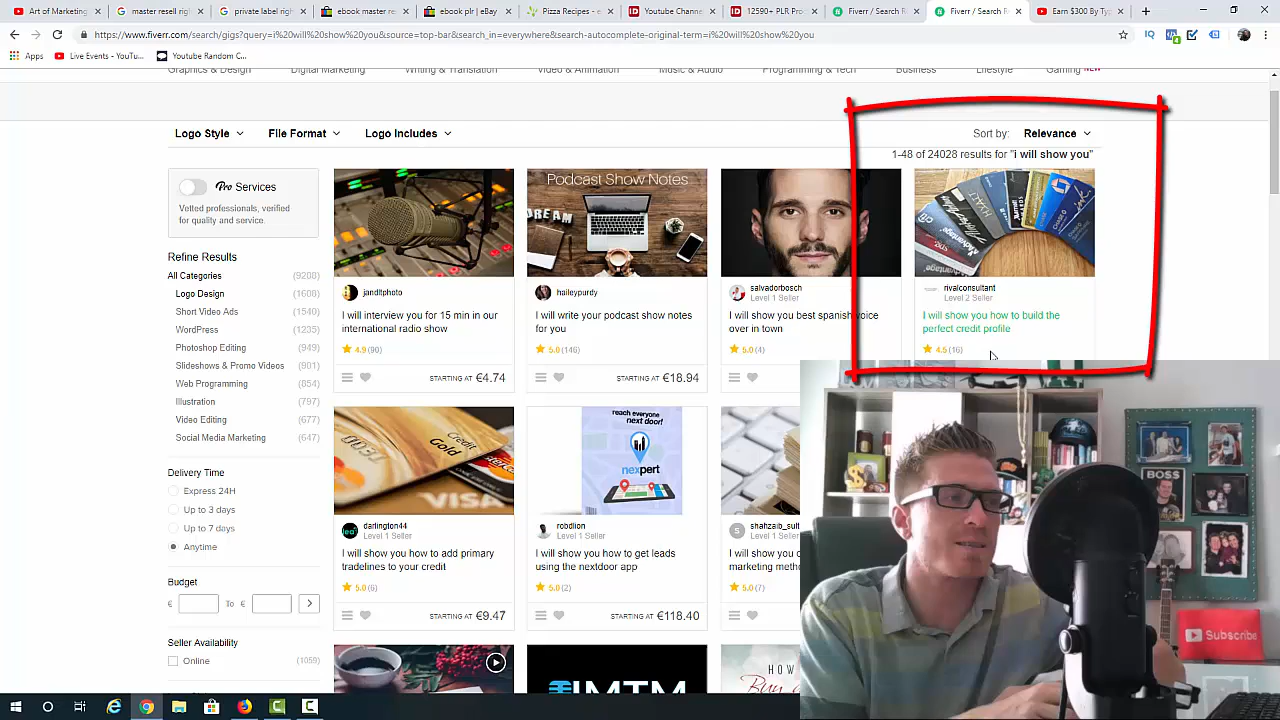 Art of Marketing
master resell righ
private label righ
ebook master re
ebook plr | eBay
Pizza Recipes - e
Youtube Chann
12590+ PLR Pro
Fiverr / Search R
Fiverr / Search R
Earn $300 By Typ
https://www.fiverr.com/search/gigs?query=i%20will%20show%20you&source=top-bar&search_in=everywhere&search-autocomplete-original-term=i%20will%20show%20you
Apps
Live Events - YouTu...
Youtube Random C...
Graphics & Design
Digital Marketing
Writing & Translation
Video & Animation
Music & Audio
Programming & Tech
Business
Lifestyle
Gaming NEW
Logo Style
File Format
Logo Includes
Sort by: Relevance
1-48 of 24028 results for "i will show you"
Pro Services
Vetted professionals, verified
for quality and service.
Refine Results
All Categories (9208)
Logo Design (1608)
Short Video Ads (1540)
WordPress (1235)
Photoshop Editing (949)
Slideshows & Promo Videos (901)
Web Programming (854)
Illustration (797)
Video Editing (677)
Social Media Marketing (647)
Delivery Time
Express 24H
Up to 3 days
Up to 7 days
Anytime
Budget
€ To €
Seller Availability
Online (1059)
jandtphoto
I will interview you for 15 min in our
international radio show
4.9 (90)
STARTING AT €4.74
Podcast Show Notes
DREAM
haileypurdy
I will write your podcast show notes
for you
5.0 (146)
STARTING AT €18.94
salvadorbosch
Level 1 Seller
I will show you best spanish voice
over in town
5.0 (4)
rivalconsultant
Level 2 Seller
I will show you how to build the
perfect credit profile
4.5 (16)
Credit
Gold
VISA
darlington44
Level 1 Seller
I will show you how to add primary
tradelines to your credit
5.0 (6)
STARTING AT €9.47
reach everyone
next door!
nexpert
robdlion
Level 1 Seller
I will show you how to get leads
using the nextdoor app
5.0 (2)
STARTING AT €118.40
S
shahzaib_sult
Level 1 Seller
I will show you
marketing meth
5.0 (7)
IMTM
HOW
BOSS
Subscribe